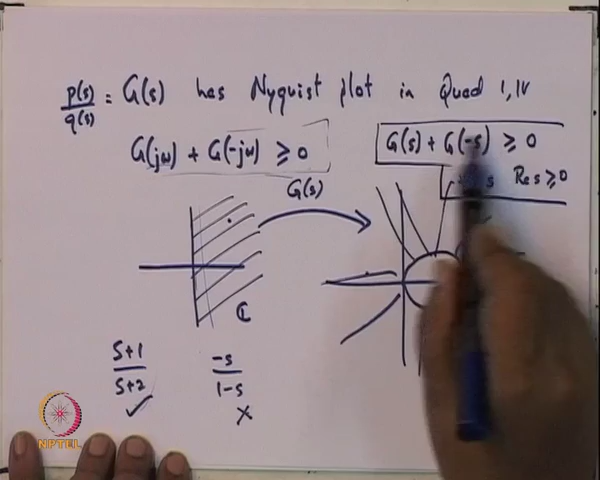 p(s)/q(s) = G(s) has Nyquist plot in Quad I, IV
G(jω) + G(-jω) ≥ 0
G(s) + G(-s) ≥ 0
s Re s ≥ 0
G(s)
ℂ
s+1/s+2 ✓
-s/1-s ×
NPTEL